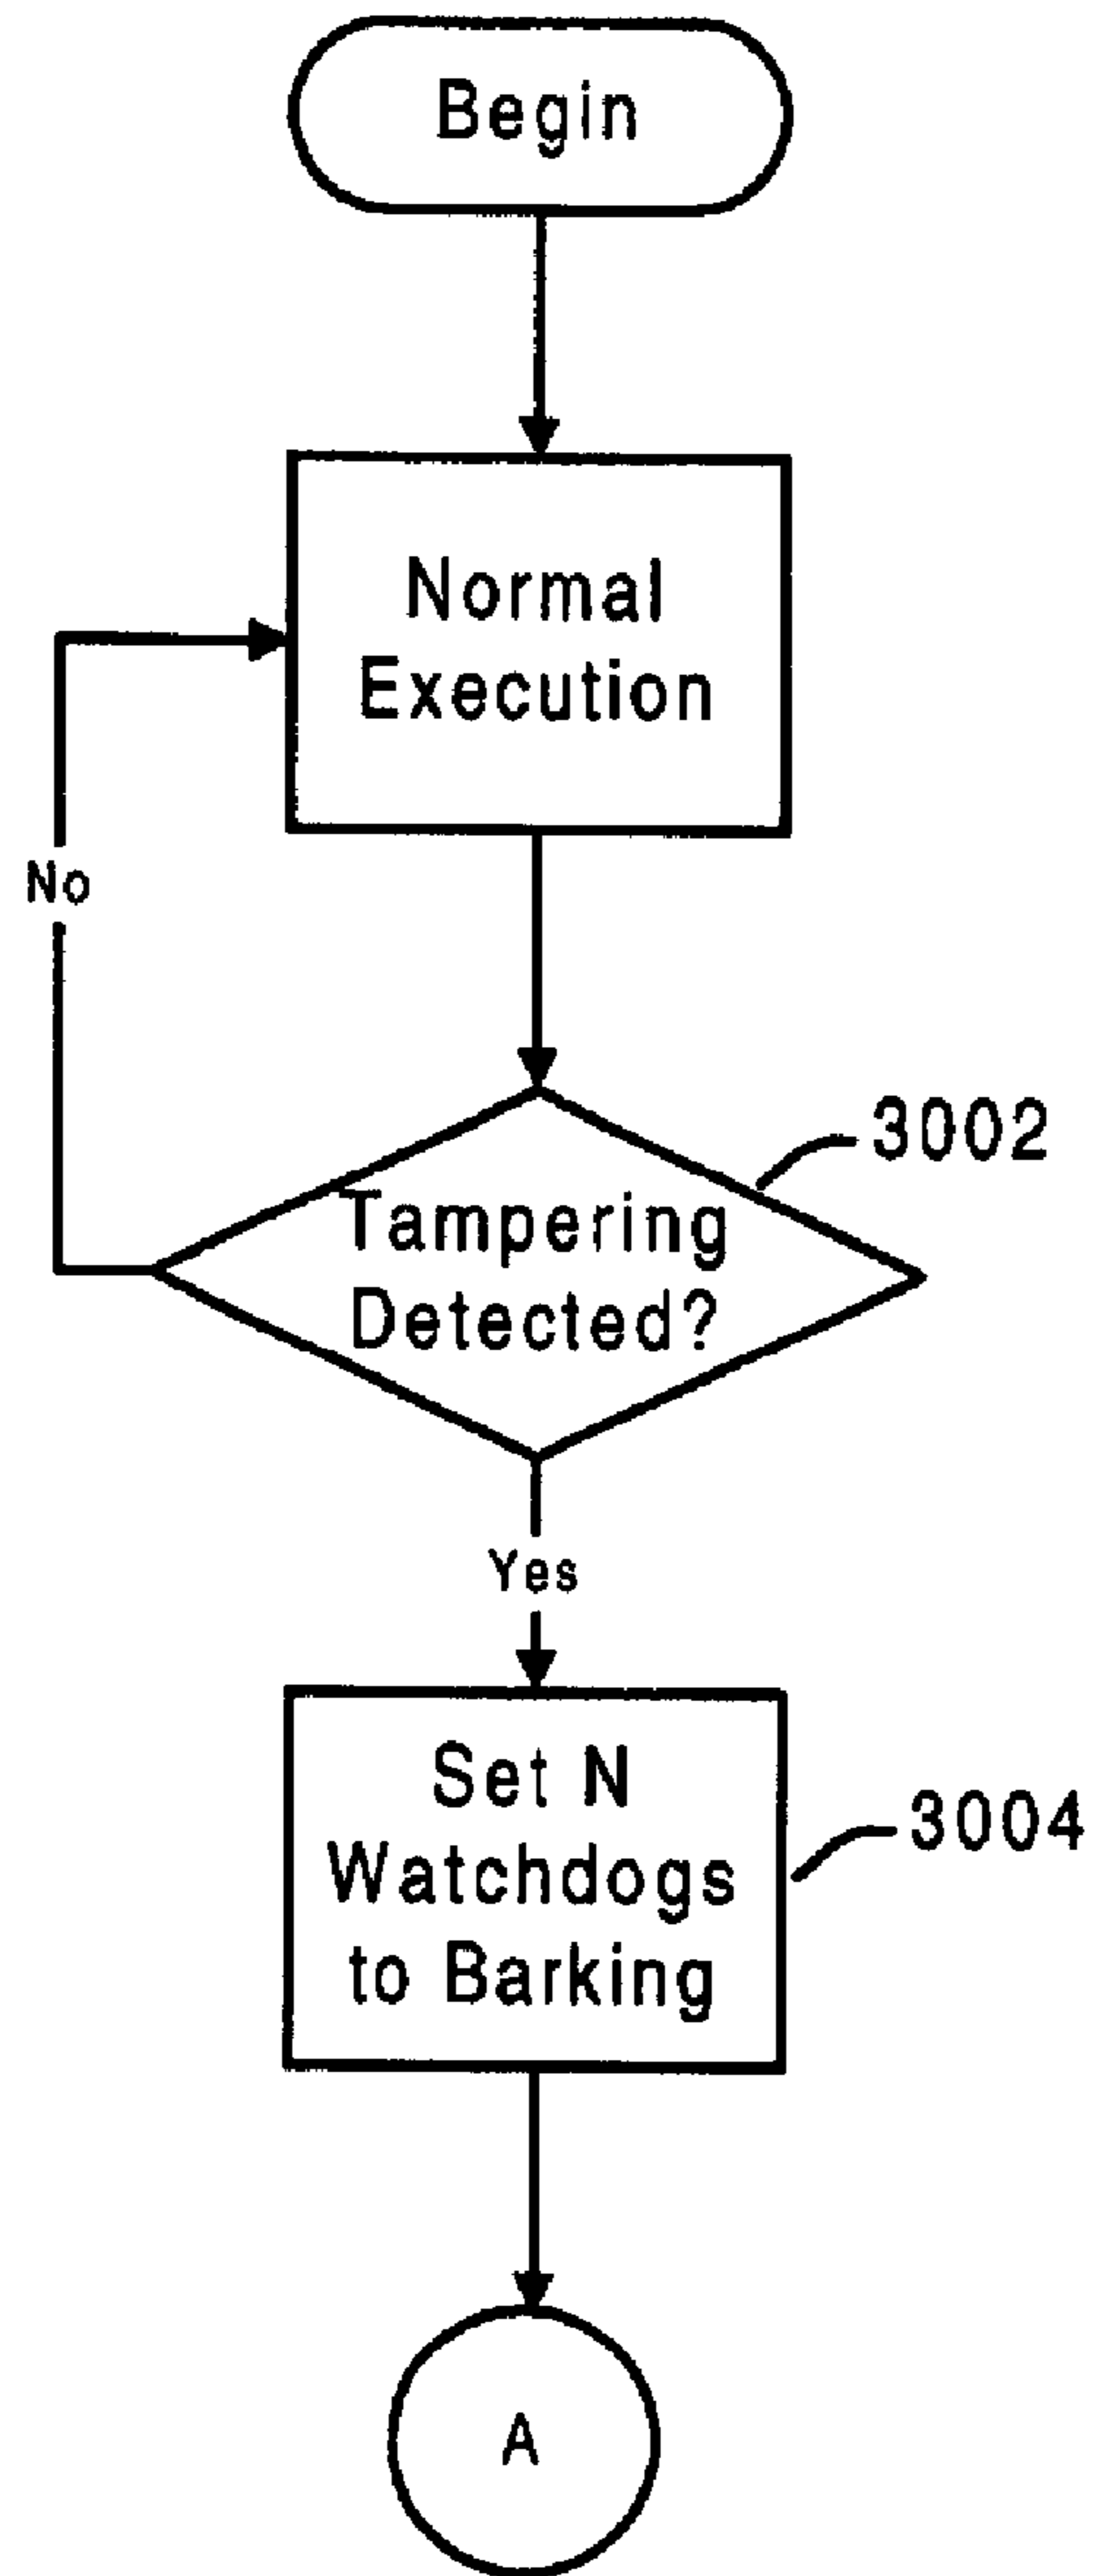 Begin
Normal
Execution
No
3002
Tampering
Detected?
Yes
Set N
Watchdogs
to Barking
3004
A